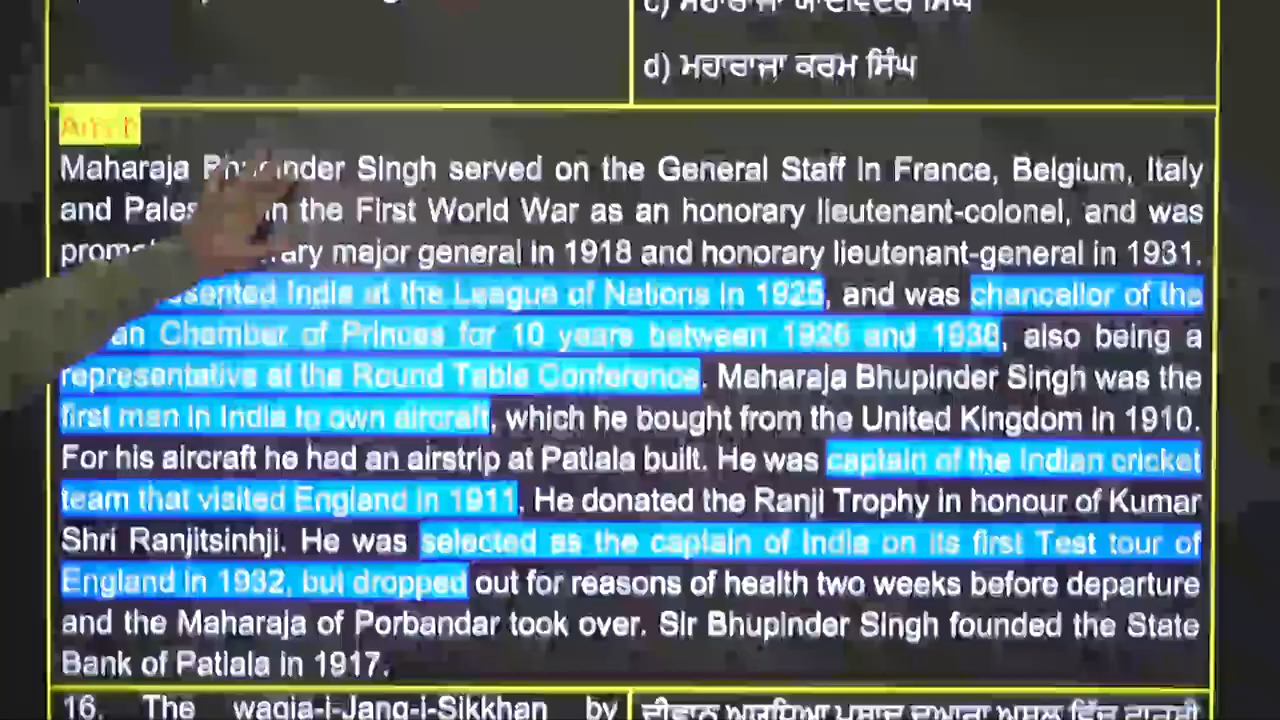 d) ਮਹਾਰਾਜਾ ਕਰਮ ਸਿੰਘ
Maharaja Bhupinder Singh served on the General Staff in France, Belgium, Italy
and in the First World War as an honorary lieutenant-colonel, and was
major general in 1918 and honorary lieutenant-general in 1931.
India at the League of Nations in 1925, and was chancellor of the
Chamber of Princes for 10 years between 1926 and 1938, also being a
representative at the Round Table Conference. Maharaja Bhupinder Singh was the
first man in India to own aircraft, which he bought from the United Kingdom in 1910.
For his aircraft he had an airstrip at Patiala built. He was captain of the Indian cricket
team that visited England in 1911. He donated the Ranji Trophy in honour of Kumar
Shri Ranjitsinhji. He was selected as the captain of India on its first Test tour of
England in 1932, but dropped out for reasons of health two weeks before departure
and the Maharaja of Porbandar took over. Sir Bhupinder Singh founded the State
Bank of Patiala in 1917.
16. The waqia-i-Jang-i-Sikkhan by